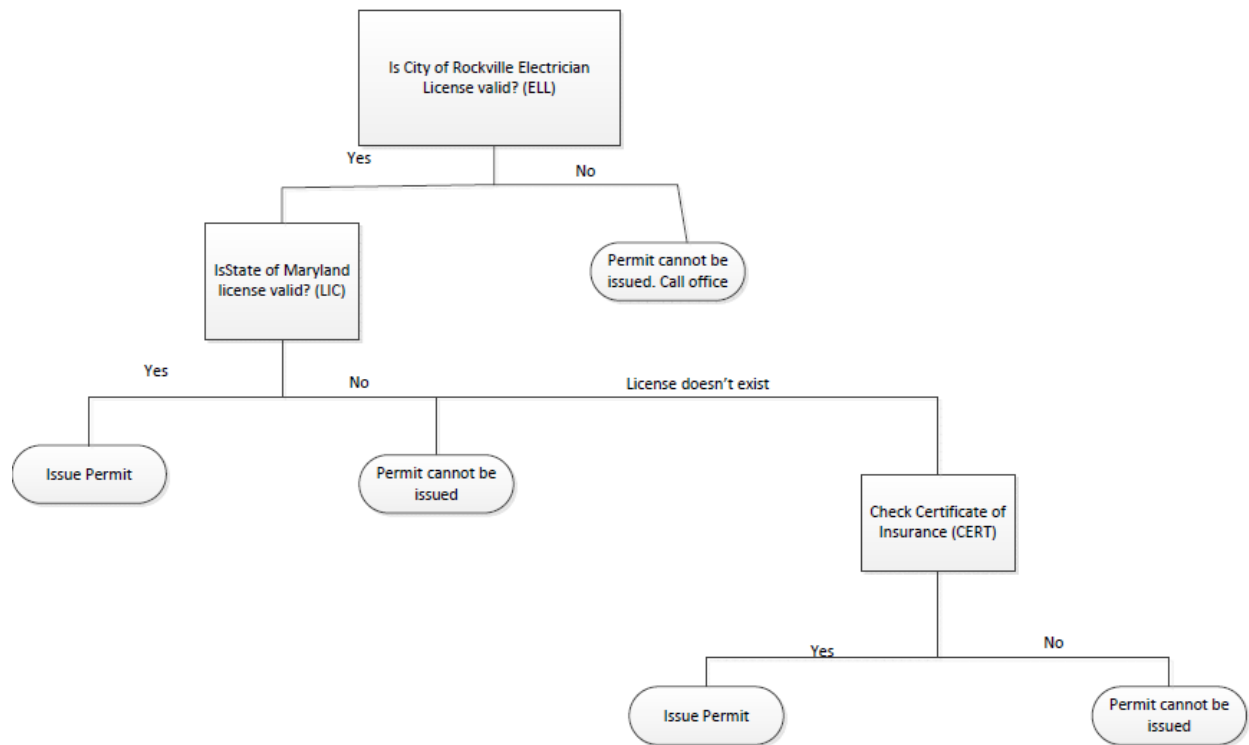 Is City of Rockville Electrician
License valid? (ELL)
Yes
No
IsState of Maryland
license valid? (LIC)
Permit cannot be
issued. Call office
Yes
No
License doesn’t exist
Issue Permit
Permit cannot be
issued
Check Certificate of
Insurance (CERT)
Yes
No
Issue Permit
Permit cannot be
issued